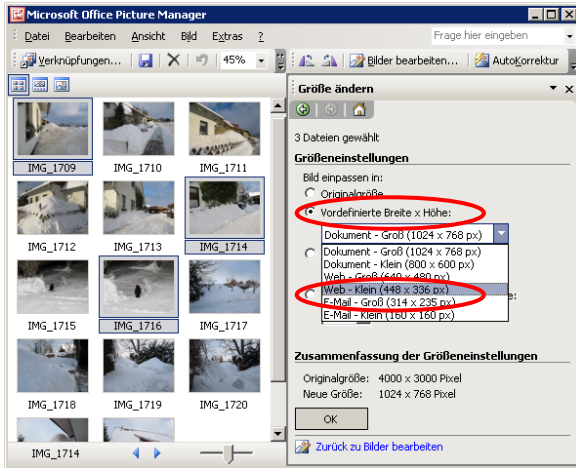 Microsoft Office Picture Manager
Datei Bearbeiten Ansicht Bild Extras ?
Frage hier eingeben
Verknüpfungen... 45% Bilder bearbeiten... AutoKorrektur
Größe ändern
3 Dateien gewählt
Größeneinstellungen
Bild einpassen in:
Originalgröße
Vordefinierte Breite x Höhe:
Dokument - Groß (1024 x 768 px)
Dokument - Groß (1024 x 768 px)
Dokument - Klein (800 x 600 px)
Web - Groß (640 x 480 px)
Web - Klein (448 x 336 px)
E-Mail - Groß (314 x 235 px)
E-Mail - Klein (160 x 160 px)
Zusammenfassung der Größeneinstellungen
Originalgröße: 4000 x 3000 Pixel
Neue Größe: 1024 x 768 Pixel
OK
Zurück zu Bilder bearbeiten
IMG_1709 IMG_1710 IMG_1711
IMG_1712 IMG_1713 IMG_1714
IMG_1715 IMG_1716 IMG_1717
IMG_1718 IMG_1719 IMG_1720
IMG_1714